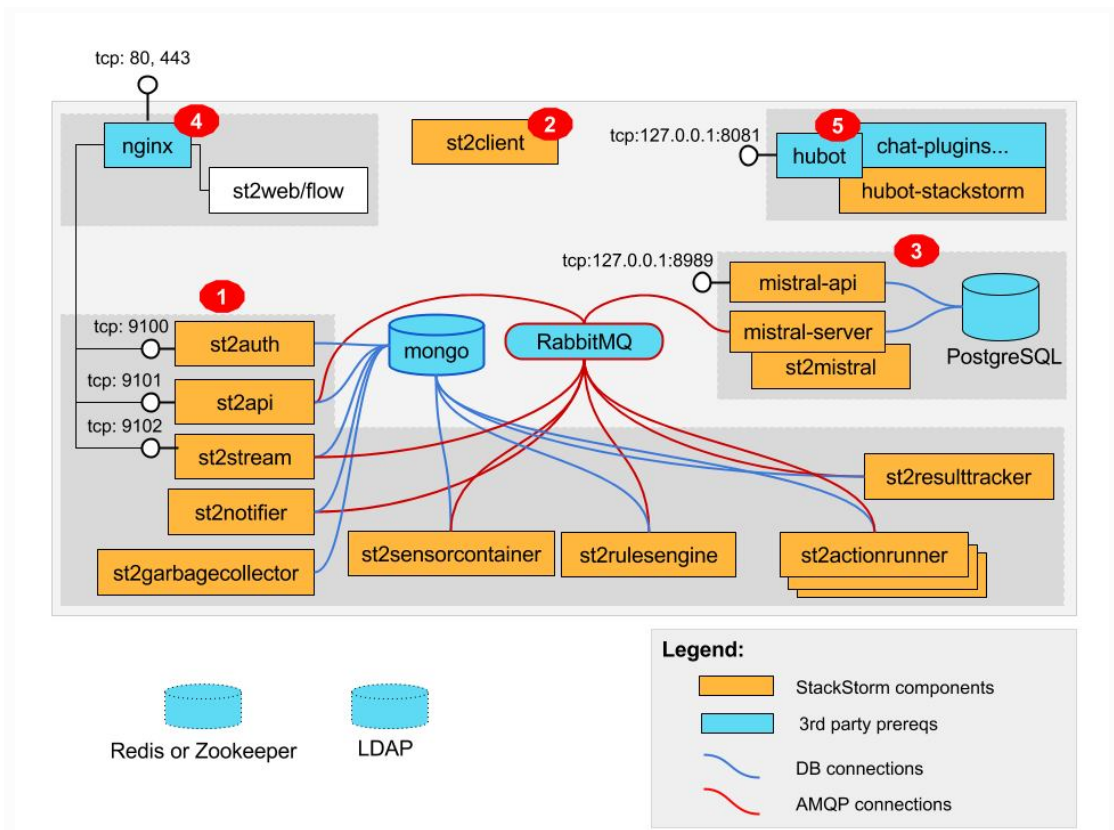 tcp: 80, 443
4
nginx
st2web/flow
st2client
2
tcp:127.0.0.1:8081
5
hubot
chat-plugins...
hubot-stackstorm
1
tcp: 9100
st2auth
tcp: 9101
st2api
tcp: 9102
st2stream
st2notifier
st2garbagecollector
mongo
RabbitMQ
tcp:127.0.0.1:8989
3
mistral-api
mistral-server
st2mistral
PostgreSQL
st2resulttracker
st2sensorcontainer
st2rulesengine
st2actionrunner
Redis or Zookeeper
LDAP
Legend:
StackStorm components
3rd party prereqs
DB connections
AMQP connections